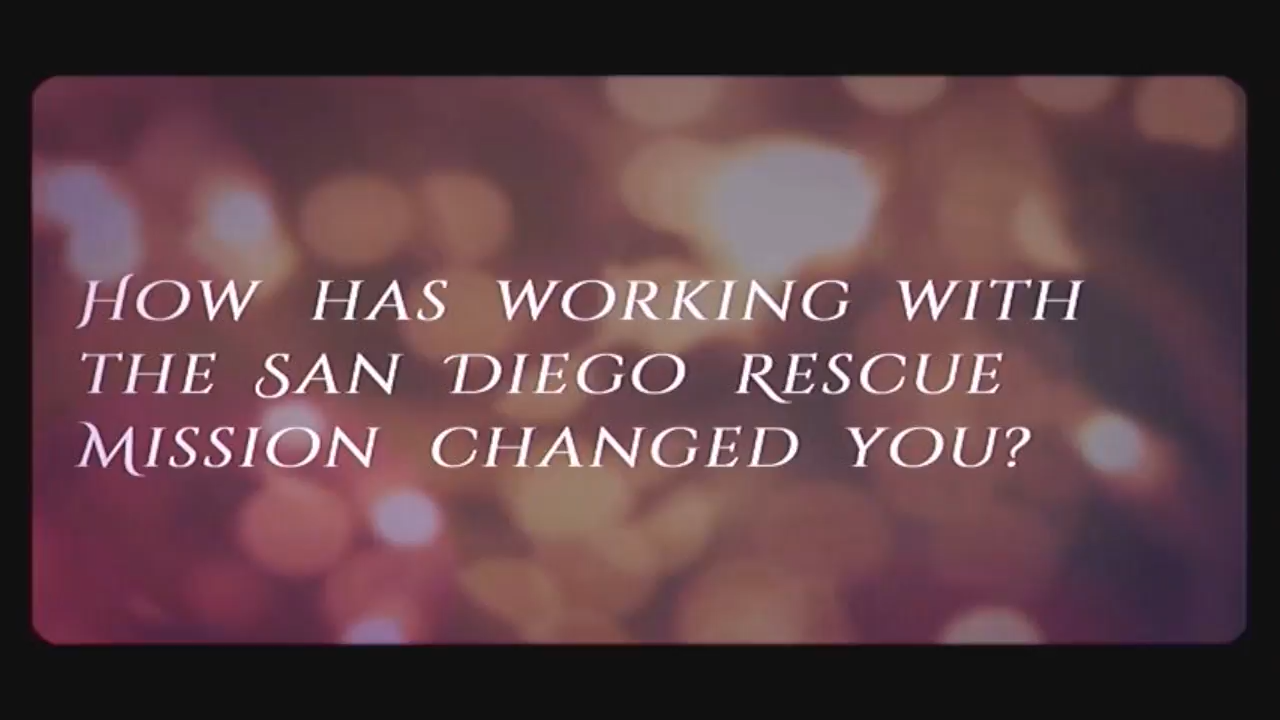 How has working with
the San Diego Rescue
Mission changed you?